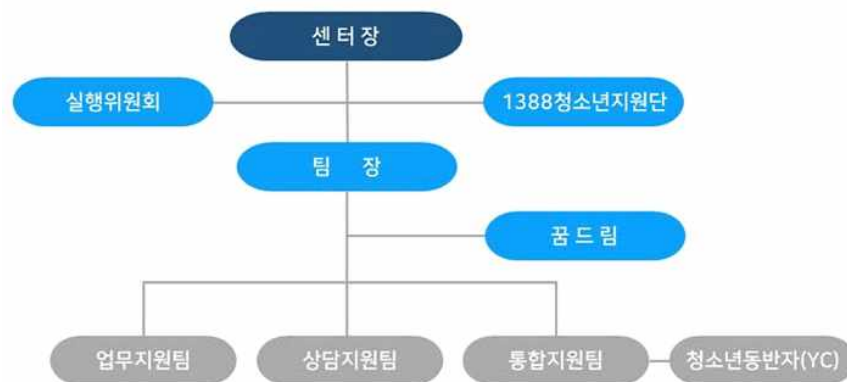 센 터 장
실행위원회
1388청소년지원단
팀 장
꿈 드 림
업무지원팀
상담지원팀
통합지원팀
청소년동반자(YC)